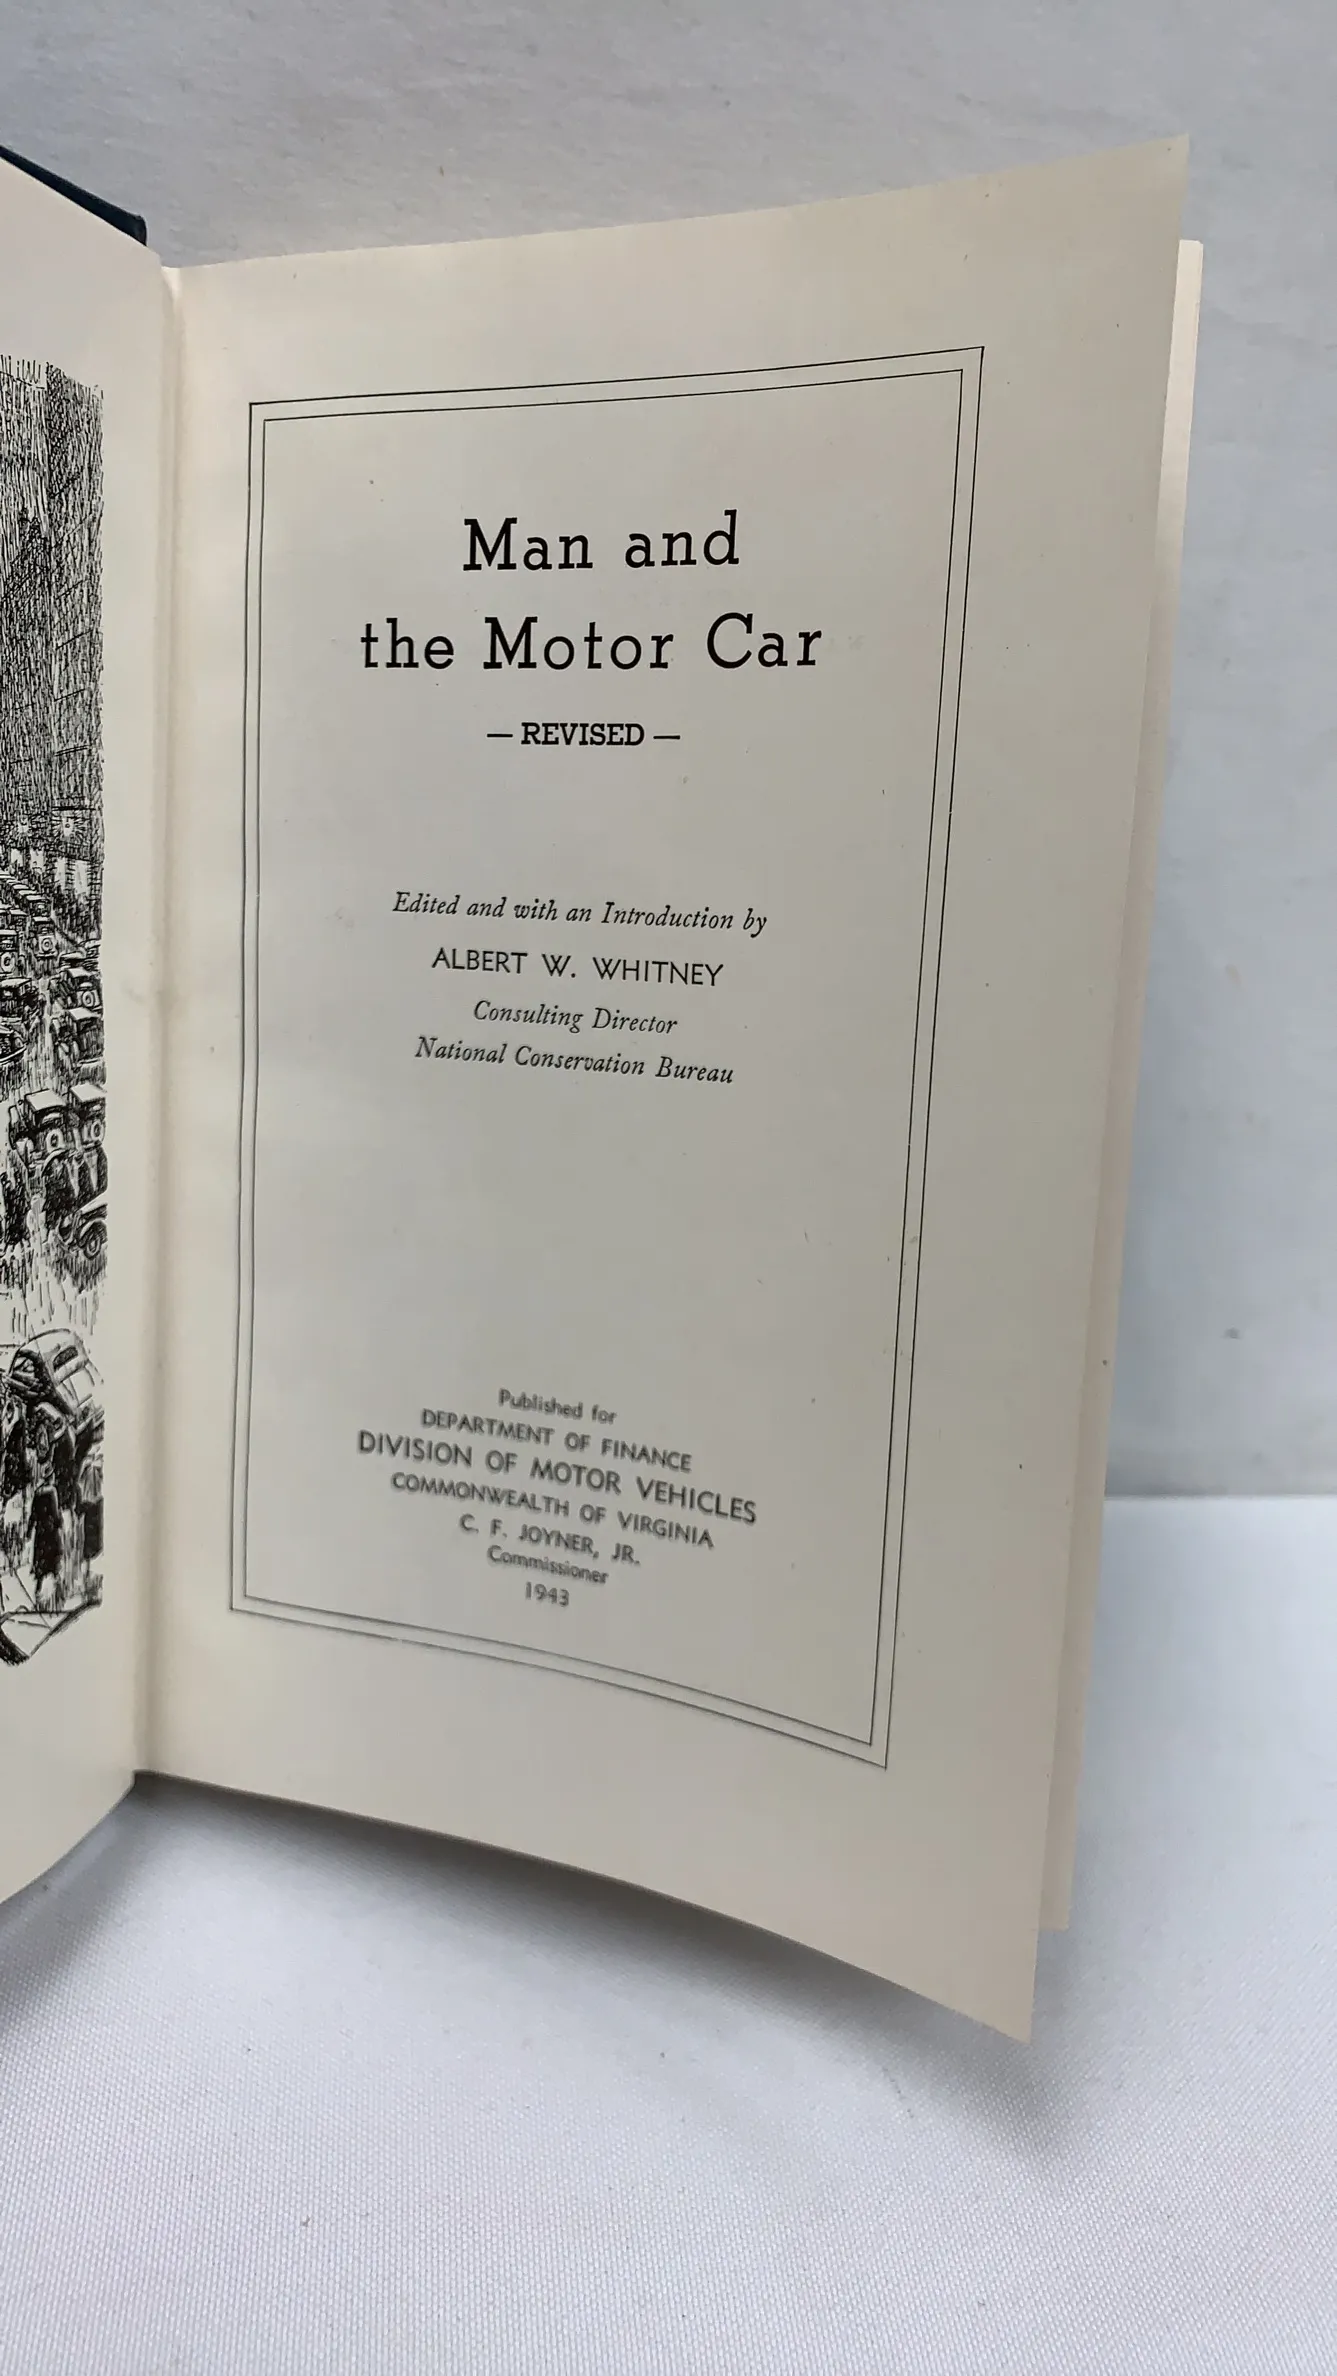 Man and
the Motor Car
— REVISED —
Edited and with an Introduction by
ALBERT W. WHITNEY
Consulting Director
National Conservation Bureau
Published for
DEPARTMENT OF FINANCE
DIVISION OF MOTOR VEHICLES
COMMONWEALTH OF VIRGINIA
C. F. JOYNER, JR.
Commissioner
1943